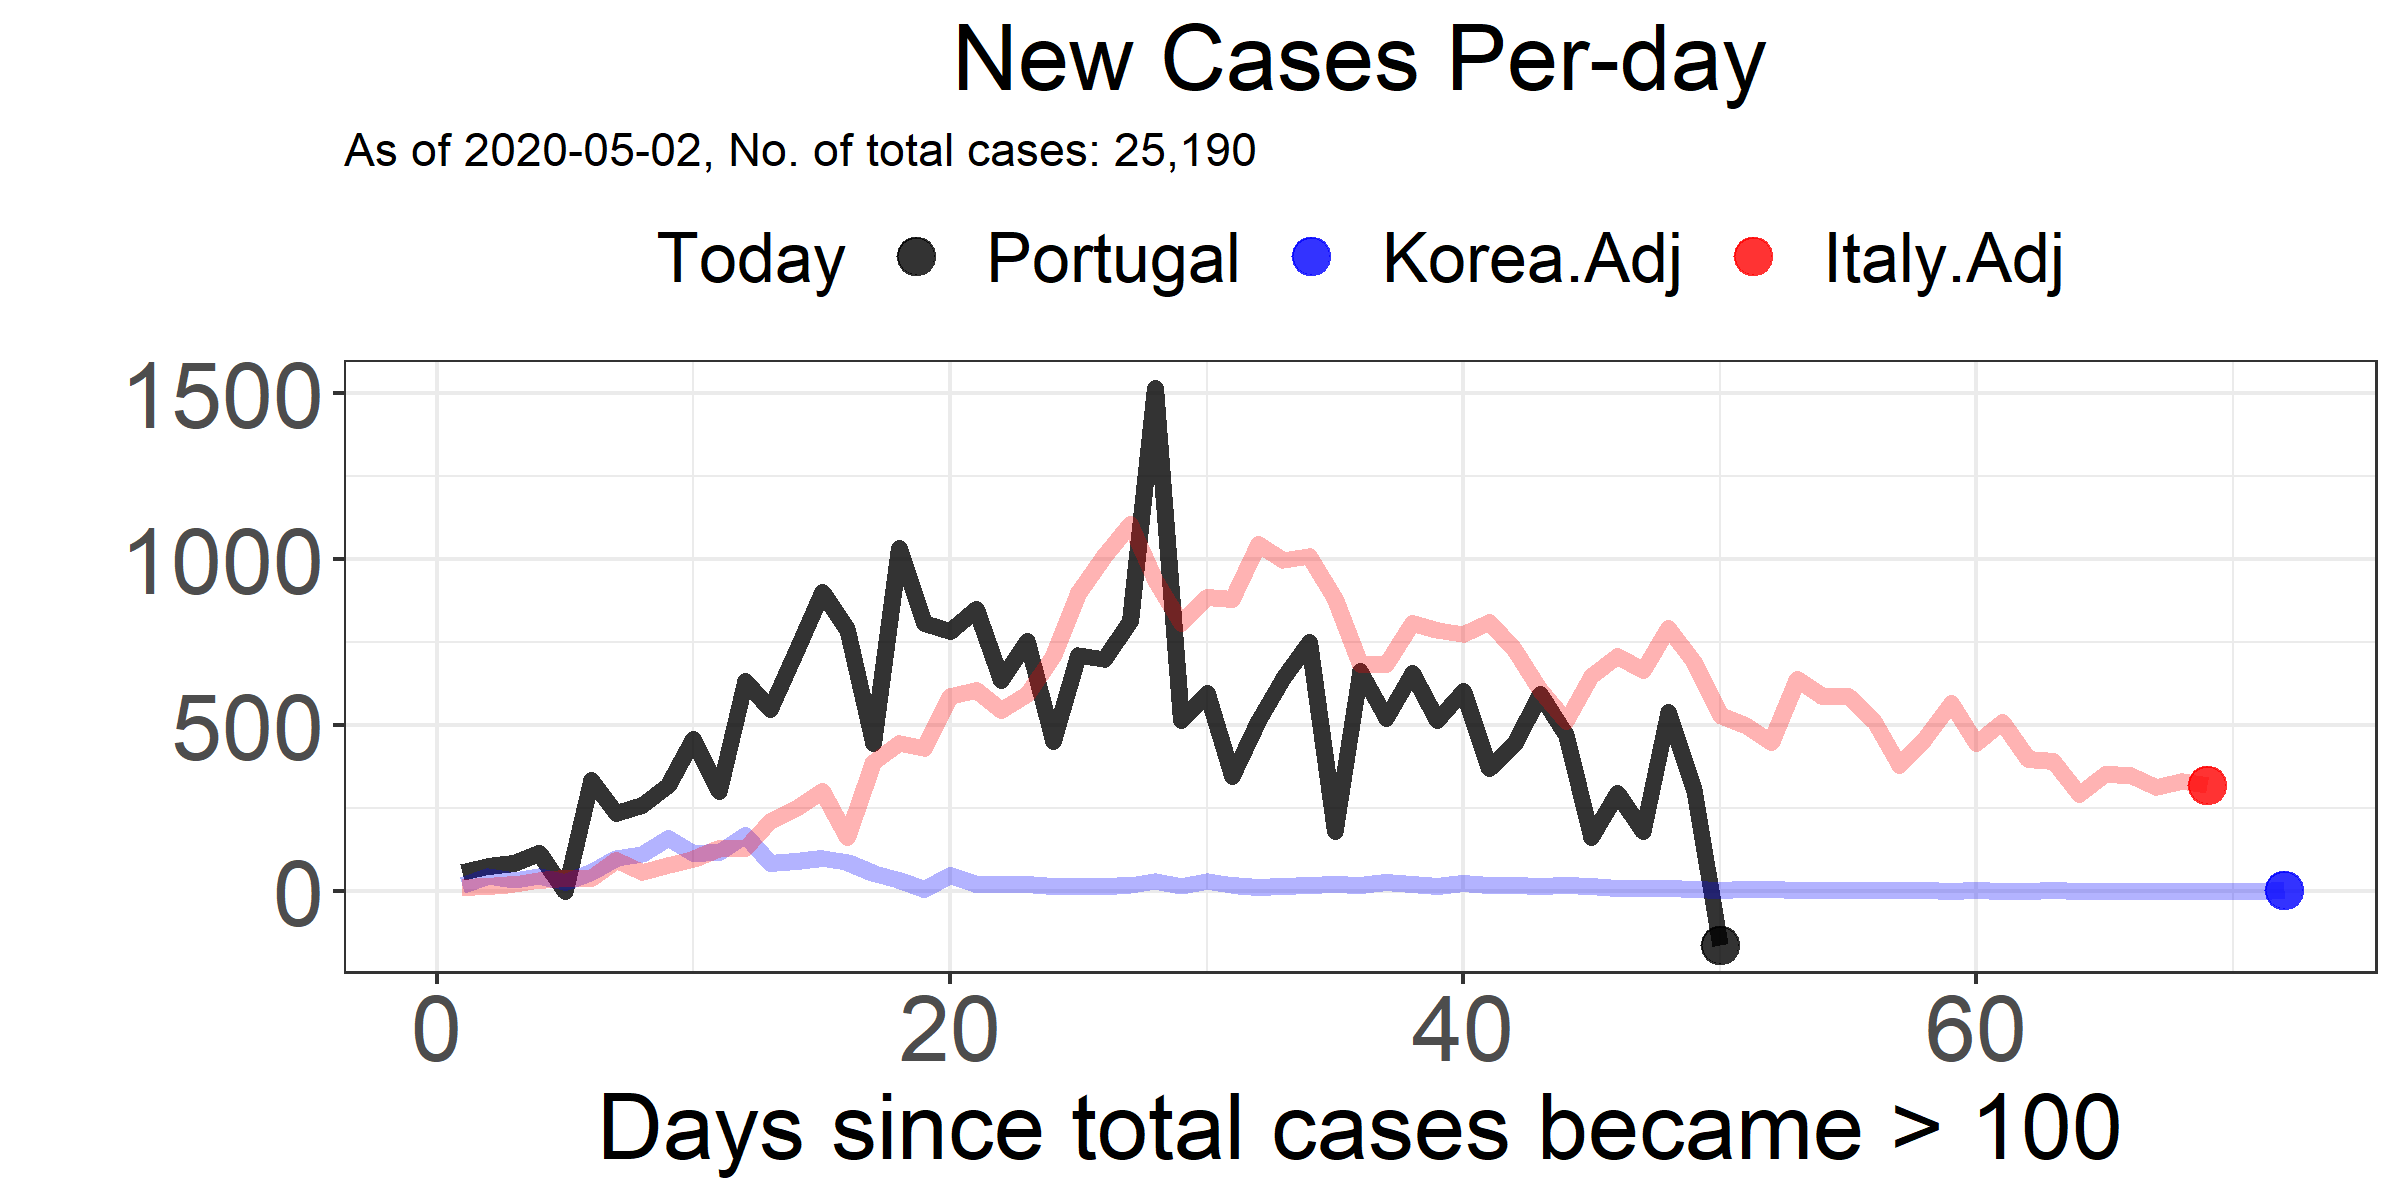 New Cases Per-day
As of 2020-05-02, No. of total cases: 25,190
Today Portugal Korea.Adj Italy.Adj
1500
1000
500
0
0 20 40 60
Days since total cases became > 100